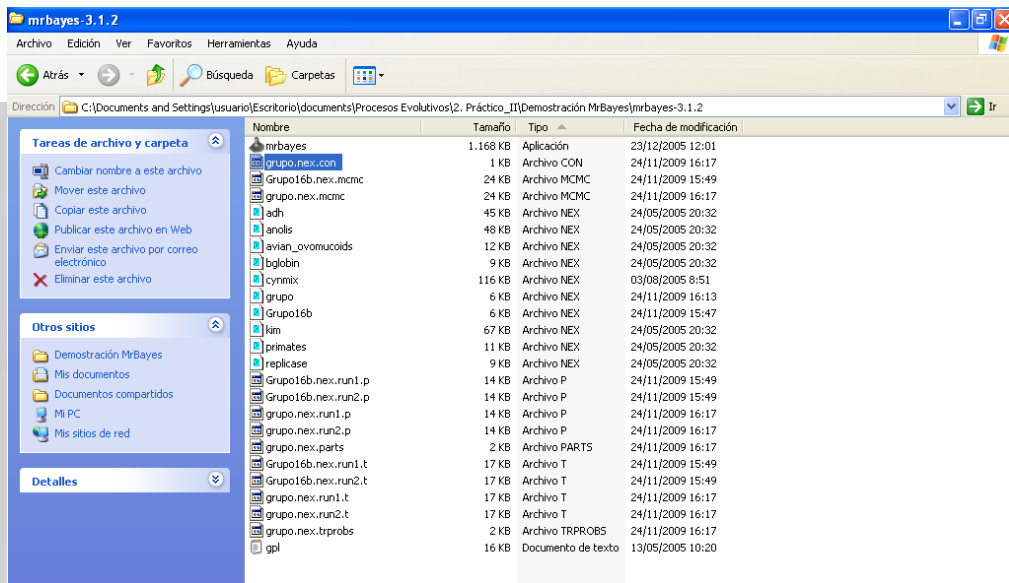 mrbayes-3.1.2
Archivo Edición Ver Favoritos Herramientas Ayuda
Atrás Búsqueda Carpetas
Dirección C:\Documents and Settings\usuario\Escritorio\documents\Procesos Evolutivos\2. Práctico_II\Demostración MrBayes\mrbayes-3.1.2 Ir
Tareas de archivo y carpeta
Cambiar nombre a este archivo
Mover este archivo
Copiar este archivo
Publicar este archivo en Web
Enviar este archivo por correo
electrónico
Eliminar este archivo
Otros sitios
Demostración MrBayes
Mis documentos
Documentos compartidos
Mi PC
Mis sitios de red
Detalles
Nombre Tamaño Tipo Fecha de modificación
mrbayes 1.168 KB Aplicación 23/12/2005 12:01
grupo.nex.con 1 KB Archivo CON 24/11/2009 16:17
Grupo16b.nex.mcmc 24 KB Archivo MCMC 24/11/2009 15:49
grupo.nex.mcmc 24 KB Archivo MCMC 24/11/2009 16:17
adh 45 KB Archivo NEX 24/05/2005 20:32
anolis 48 KB Archivo NEX 24/05/2005 20:32
avian_ovomucoids 12 KB Archivo NEX 24/05/2005 20:32
bglobin 9 KB Archivo NEX 24/05/2005 20:32
cynmix 116 KB Archivo NEX 03/08/2005 8:51
grupo 6 KB Archivo NEX 24/11/2009 16:13
Grupo16b 6 KB Archivo NEX 24/11/2009 15:47
kim 67 KB Archivo NEX 24/05/2005 20:32
primates 11 KB Archivo NEX 24/05/2005 20:32
replicase 9 KB Archivo NEX 24/05/2005 20:32
Grupo16b.nex.run1.p 14 KB Archivo P 24/11/2009 15:49
Grupo16b.nex.run2.p 14 KB Archivo P 24/11/2009 15:49
grupo.nex.run1.p 14 KB Archivo P 24/11/2009 16:17
grupo.nex.run2.p 14 KB Archivo P 24/11/2009 16:17
grupo.nex.parts 2 KB Archivo PARTS 24/11/2009 16:17
Grupo16b.nex.run1.t 17 KB Archivo T 24/11/2009 15:49
Grupo16b.nex.run2.t 17 KB Archivo T 24/11/2009 15:49
grupo.nex.run1.t 17 KB Archivo T 24/11/2009 16:17
grupo.nex.run2.t 17 KB Archivo T 24/11/2009 16:17
grupo.nex.trprobs 2 KB Archivo TRPROBS 24/11/2009 16:17
gpl 16 KB Documento de texto 13/05/2005 10:20